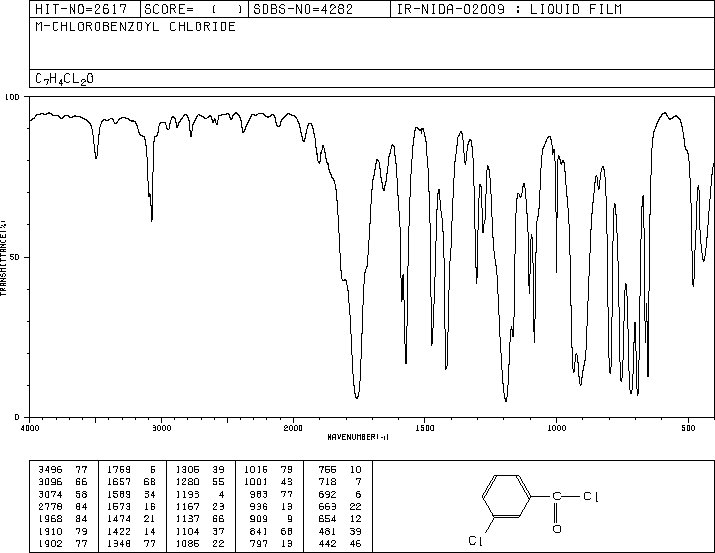 HIT-NO=2617 SCORE= ( ) SDBS-NO=4282 IR-NIDA-02009 : LIQUID FILM
M-CHLOROBENZOYL CHLORIDE
C7H4CL2O
100
TRANSMITTANCE(%)
50
0
4000 3000 2000 1500 1000 500
WAVENUMBER(-1)
3496 77 1769 6 1306 39 1016 79 766 10
3096 66 1657 68 1280 55 1001 43 718 7
3074 58 1589 34 1193 4 983 77 692 6
2778 84 1573 16 1167 23 936 13 663 22
1968 84 1474 21 1137 66 909 9 654 12
1910 79 1422 14 1104 37 841 68 481 39
1902 77 1348 77 1086 22 797 13 442 46
C Cl
O
Cl